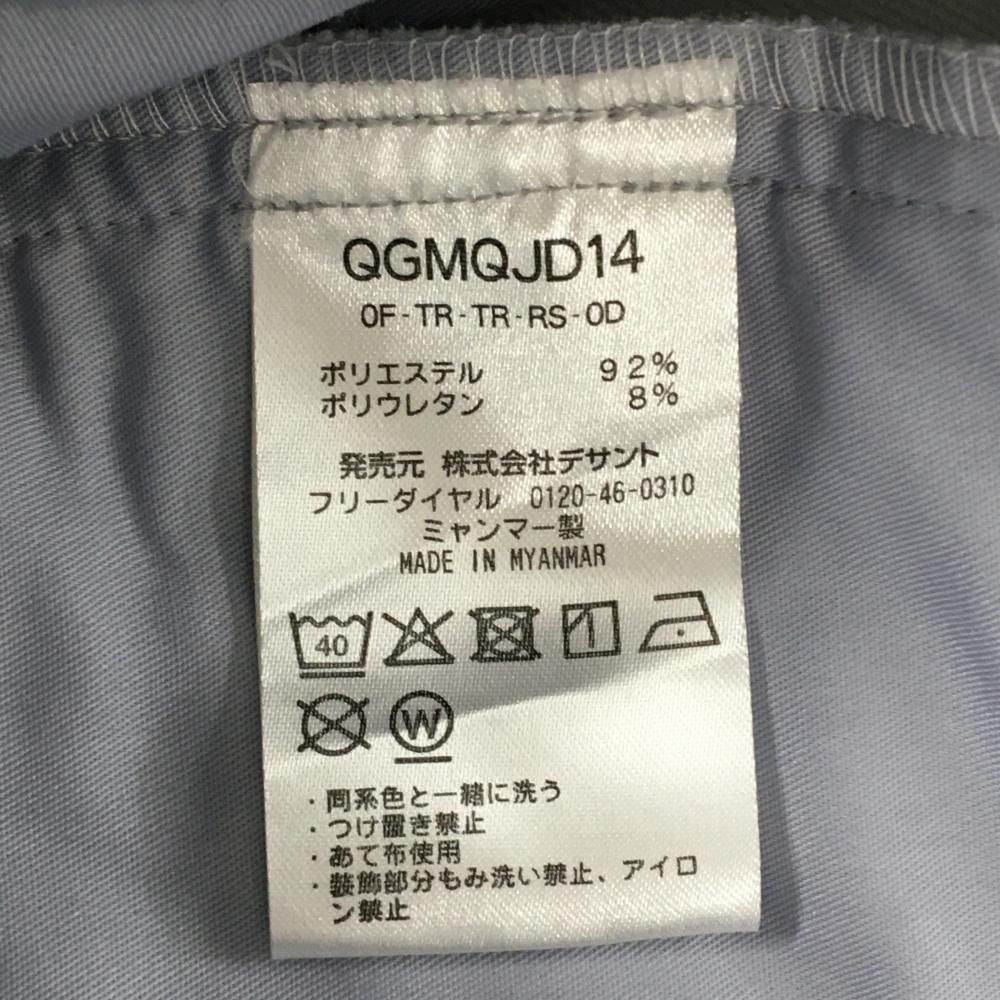 QGMQJD14
OF-TR-TR-RS-OD
ポリエステル 92%
ポリウレタン 8%
発売元 株式会社デサント
フリーダイヤル 0120-46-0310
ミャンマー製
MADE IN MYANMAR
40
W
・同系色と一緒に洗う
・つけ置き禁止
・あて布使用
・装飾部分もみ洗い禁止、アイロ
ン禁止